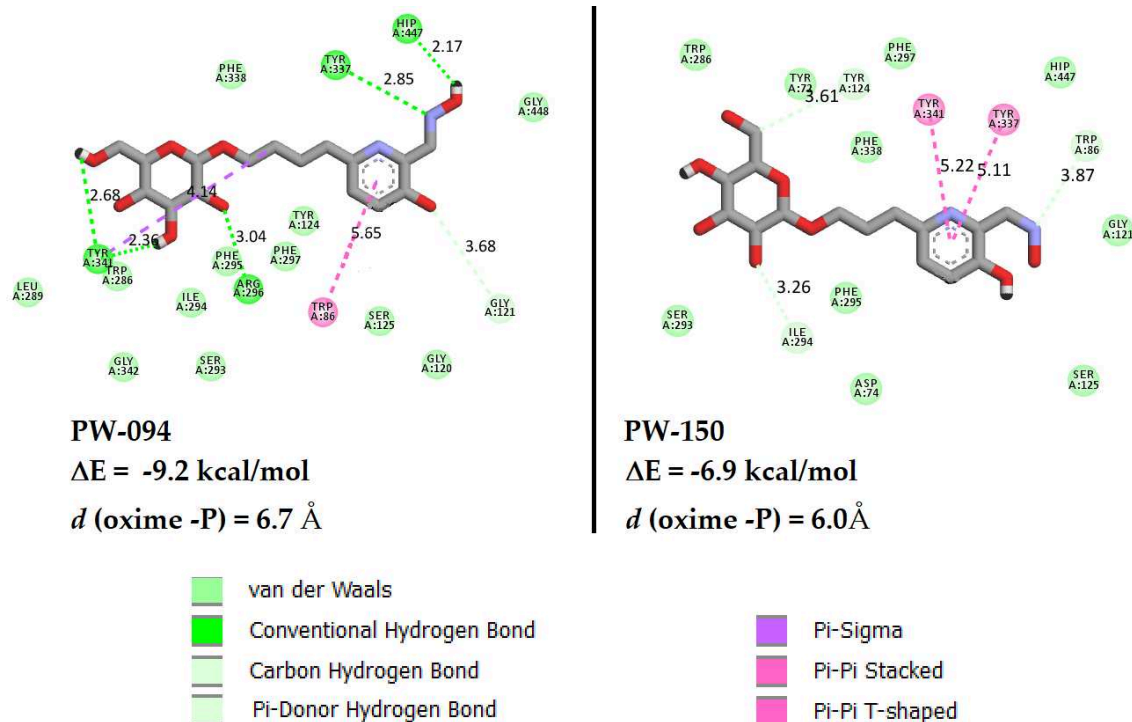 HIP
A:447
2.17
TYR
A:337
2.85
PHE
A:338
GLY
A:448
2.68
4.14
2.36
3.04
5.65
3.68
TYR
A:124
TYR
A:341
TRP
A:286
PHE
A:295
PHE
A:297
ARG
A:296
LEU
A:289
ILE
A:294
TRP
A:86
SER
A:125
GLY
A:121
GLY
A:342
SER
A:293
GLY
A:120
PW-094
ΔE = -9.2 kcal/mol
d (oxime -P) = 6.7 Å
TRP
A:286
PHE
A:297
TYR
A:72
TYR
A:124
HIP
A:447
3.61
TYR
A:341
TYR
A:337
PHE
A:338
TRP
A:86
5.22
5.11
3.87
GLY
A:121
3.26
PHE
A:295
SER
A:293
ILE
A:294
ASP
A:74
SER
A:125
PW-150
ΔE = -6.9 kcal/mol
d (oxime -P) = 6.0Å
van der Waals
Conventional Hydrogen Bond
Carbon Hydrogen Bond
Pi-Donor Hydrogen Bond
Pi-Sigma
Pi-Pi Stacked
Pi-Pi T-shaped